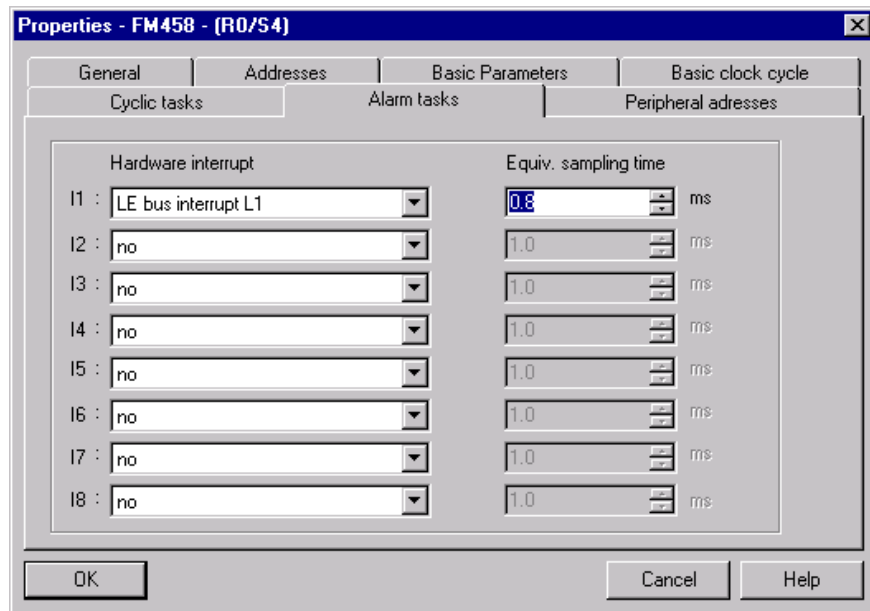 Properties - FM458 - (R0/S4)
General Addresses Basic Parameters Basic clock cycle
Cyclic tasks Alarm tasks Peripheral adresses
Hardware interrupt Equiv. sampling time
I1 : LE bus interrupt L1 0.8 ms
I2 : no 1.0 ms
I3 : no 1.0 ms
I4 : no 1.0 ms
I5 : no 1.0 ms
I6 : no 1.0 ms
I7 : no 1.0 ms
I8 : no 1.0 ms
OK Cancel Help